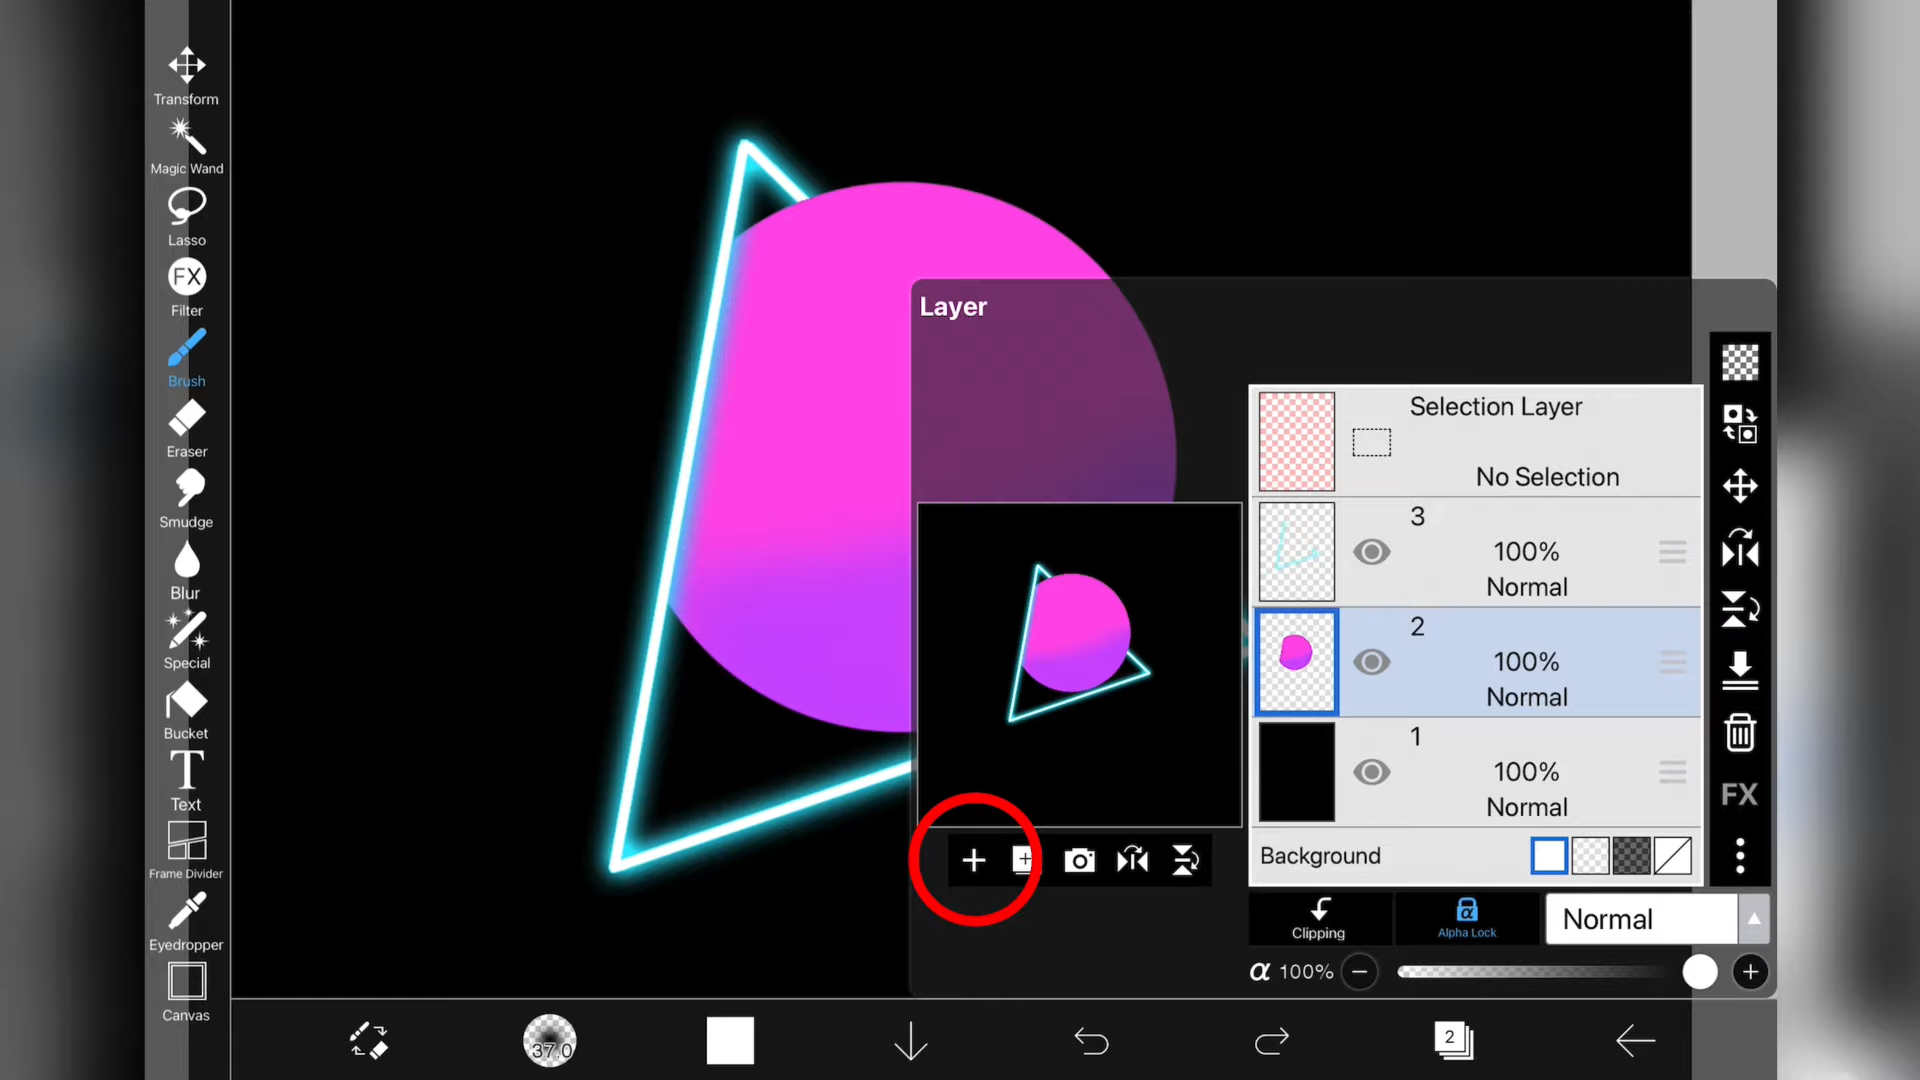 Transform
Magic Wand
Lasso
FX
Filter
Brush
Eraser
Smudge
Blur
Special
Bucket
T
Text
Frame Divider
Eyedropper
Canvas
Layer
Selection Layer
No Selection
3
100%
Normal
2
100%
Normal
1
100%
Normal
Background
FX
Clipping
α
Alpha Lock
Normal
α 100%
37.0
2